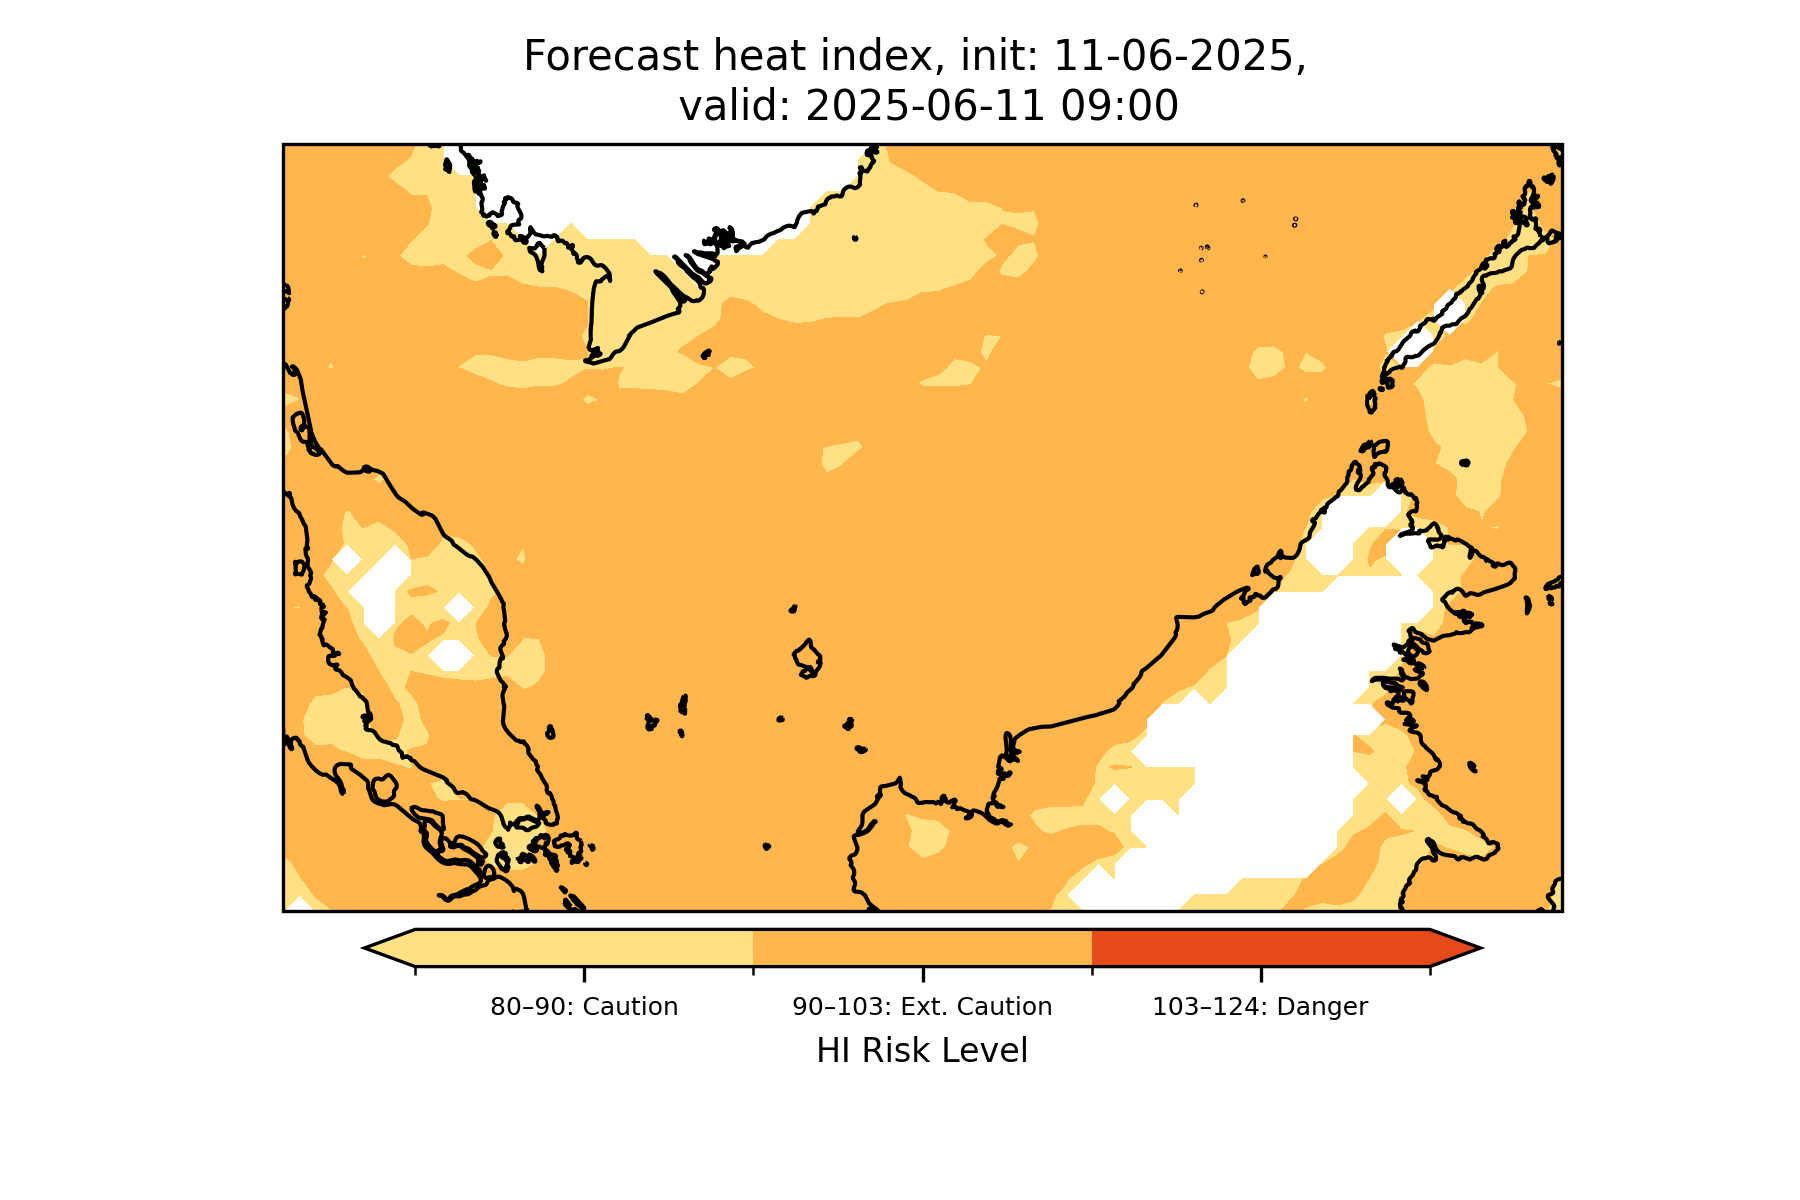 Forecast heat index, init: 11-06-2025,
valid: 2025-06-11 09:00
80–90: Caution
90–103: Ext. Caution
103–124: Danger
HI Risk Level